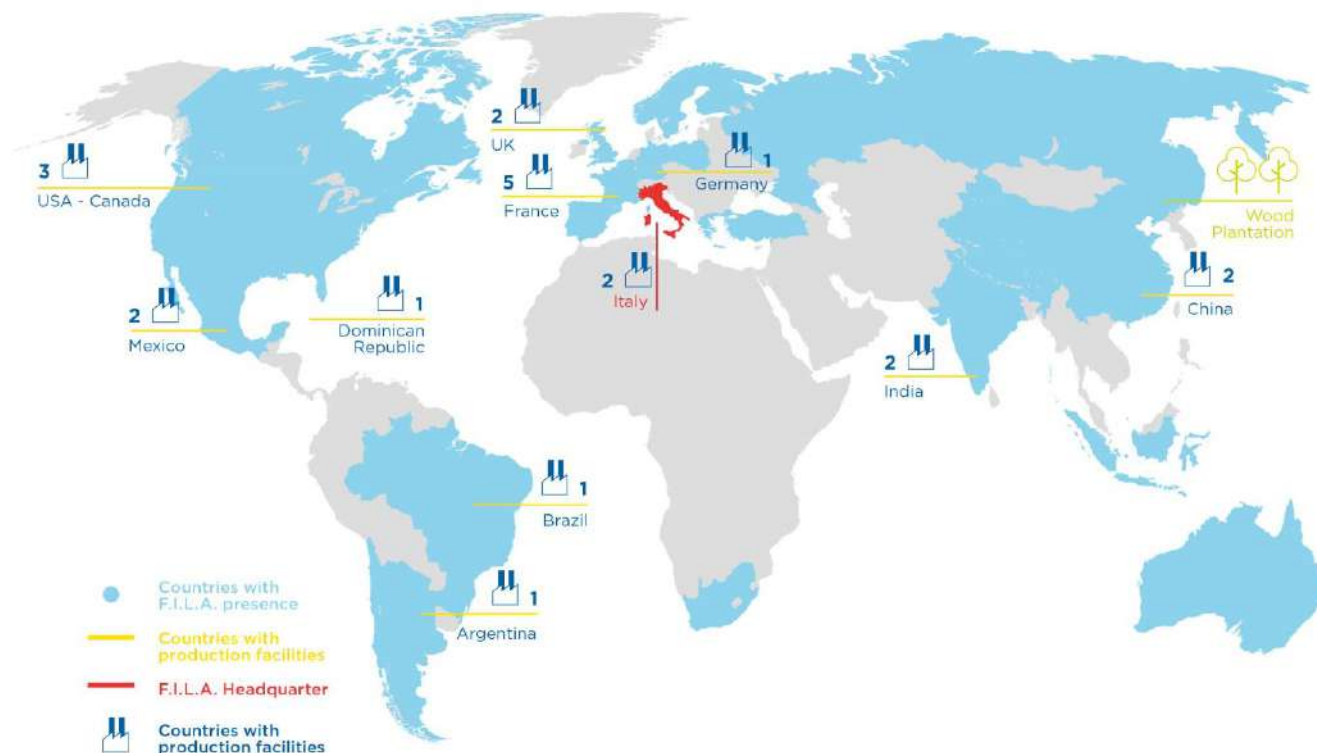 2
UK
1
Germany
3
USA - Canada
5
France
Wood
Plantation
2
Italy
2
China
2
Mexico
1
Dominican
Republic
2
India
1
Brazil
1
Argentina
Countries with
F.I.L.A. presence
Countries with
production facilities
F.I.L.A. Headquarter
Countries with
production facilities